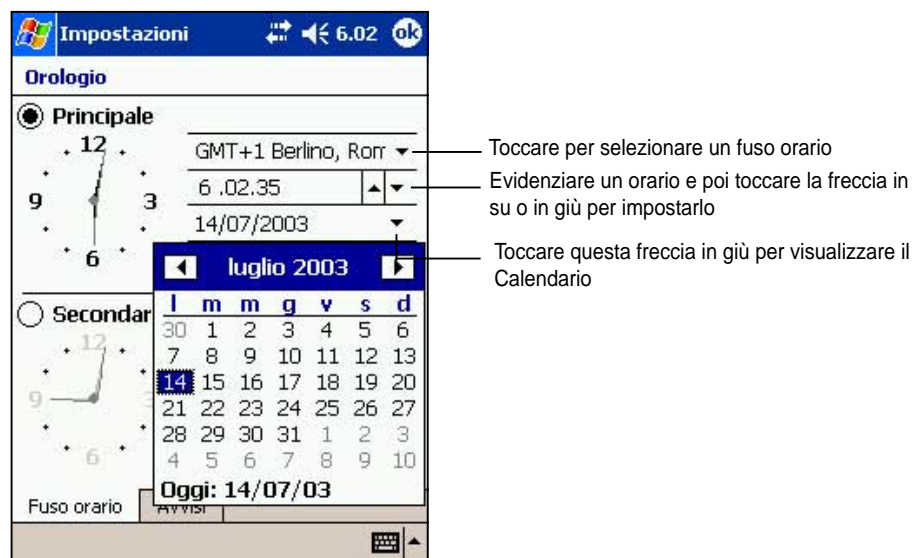 Impostazioni 6.02 ok
Orologio
Principale
12
9
3
6
GMT+1 Berlino, Rom
6 .02.35
14/07/2003
luglio 2003
l m m g v s d
30 1 2 3 4 5 6
7 8 9 10 11 12 13
14 15 16 17 18 19 20
21 22 23 24 25 26 27
28 29 30 31 1 2 3
4 5 6 7 8 9 10
Oggi: 14/07/03
Secondar
12
9
3
6
Fuso orario Avvisi
Toccare per selezionare un fuso orario
Evidenziare un orario e poi toccare la freccia in
su o in giù per impostarlo
Toccare questa freccia in giù per visualizzare il
Calendario